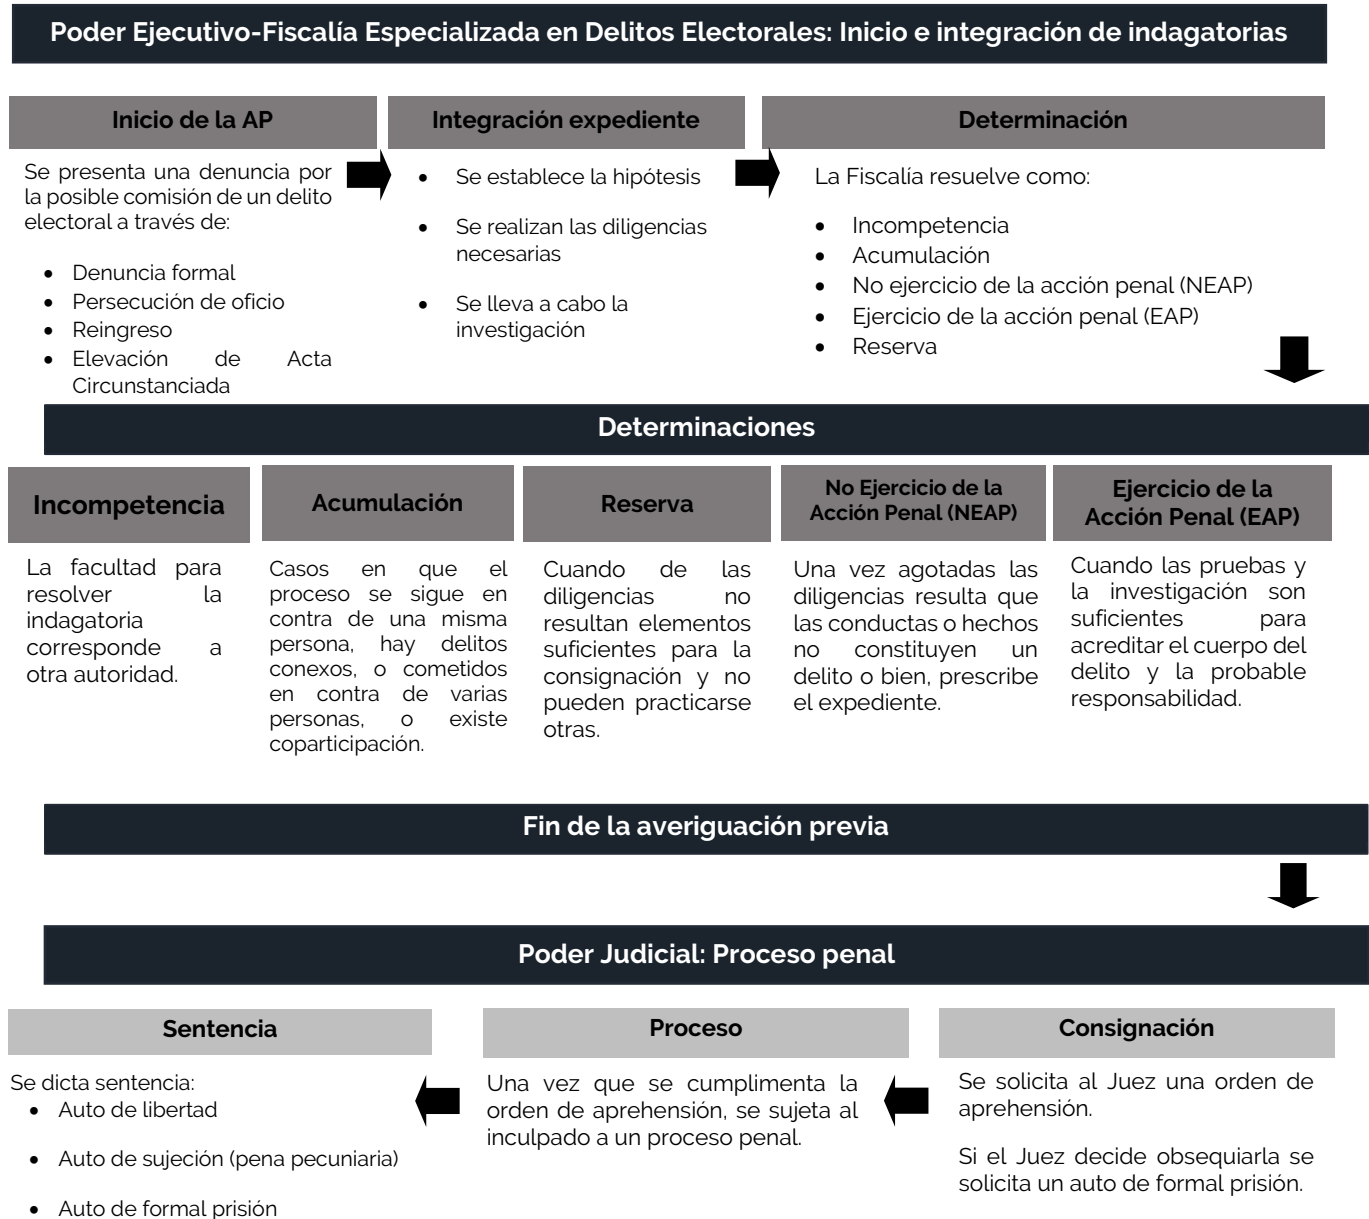 Poder Ejecutivo-Fiscalía Especializada en Delitos Electorales: Inicio e integración de indagatorias
Inicio de la AP
Se presenta una denuncia por
la posible comisión de un delito
electoral a través de:
• Denuncia formal
• Persecución de oficio
• Reingreso
• Elevación de Acta
Circunstanciada
Integración expediente
• Se establece la hipótesis
• Se realizan las diligencias
necesarias
• Se lleva a cabo la
investigación
Determinación
La Fiscalía resuelve como:
• Incompetencia
• Acumulación
• No ejercicio de la acción penal (NEAP)
• Ejercicio de la acción penal (EAP)
• Reserva
Determinaciones
Incompetencia
La facultad para
resolver la
indagatoria
corresponde a
otra autoridad.
Acumulación
Casos en que el
proceso se sigue en
contra de una misma
persona, hay delitos
conexos, o cometidos
en contra de varias
personas, o existe
coparticipación.
Reserva
Cuando de las
diligencias no
resultan elementos
suficientes para la
consignación y no
pueden practicarse
otras.
No Ejercicio de la
Acción Penal (NEAP)
Una vez agotadas las
diligencias resulta que
las conductas o hechos
no constituyen un
delito o bien, prescribe
el expediente.
Ejercicio de la
Acción Penal (EAP)
Cuando las pruebas y
la investigación son
suficientes para
acreditar el cuerpo del
delito y la probable
responsabilidad.
Fin de la averiguación previa
Poder Judicial: Proceso penal
Sentencia
Se dicta sentencia:
• Auto de libertad
• Auto de sujeción (pena pecuniaria)
• Auto de formal prisión
Proceso
Una vez que se cumplimenta la
orden de aprehensión, se sujeta al
inculpado a un proceso penal.
Consignación
Se solicita al Juez una orden de
aprehensión.
Si el Juez decide obsequiarla se
solicita un auto de formal prisión.